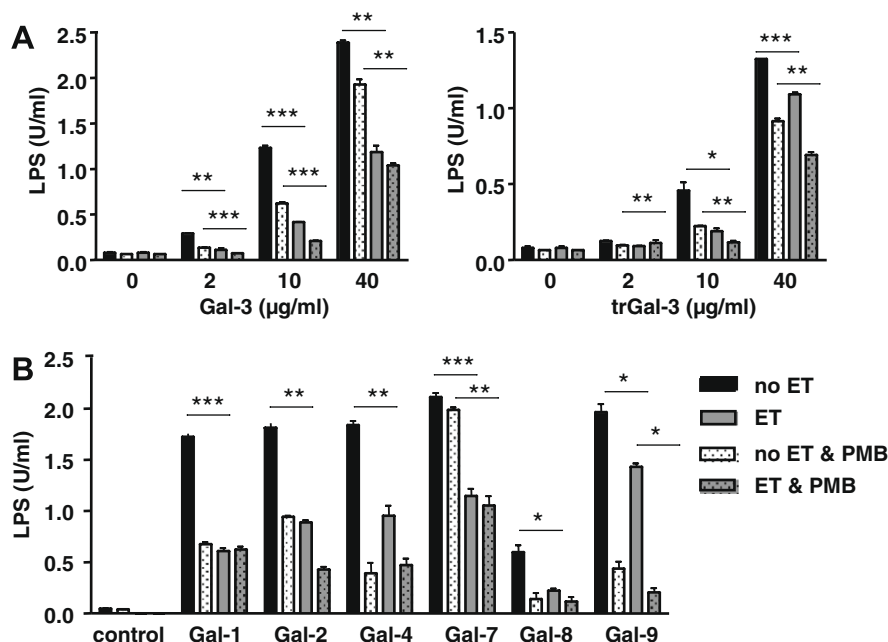 A
LPS (U/ml)
2.5
2.0
1.5
1.0
0.5
0.0
** 
***
***
***
**
**
0 2 10 40
Gal-3 (µg/ml)
LPS (U/ml)
1.5
1.0
0.5
0.0
**
*
**
***
**
0 2 10 40
trGal-3 (µg/ml)
B
LPS (U/ml)
2.5
2.0
1.5
1.0
0.5
0.0
***
**
**
***
**
*
*
*
control Gal-1 Gal-2 Gal-4 Gal-7 Gal-8 Gal-9
no ET
ET
no ET & PMB
ET & PMB